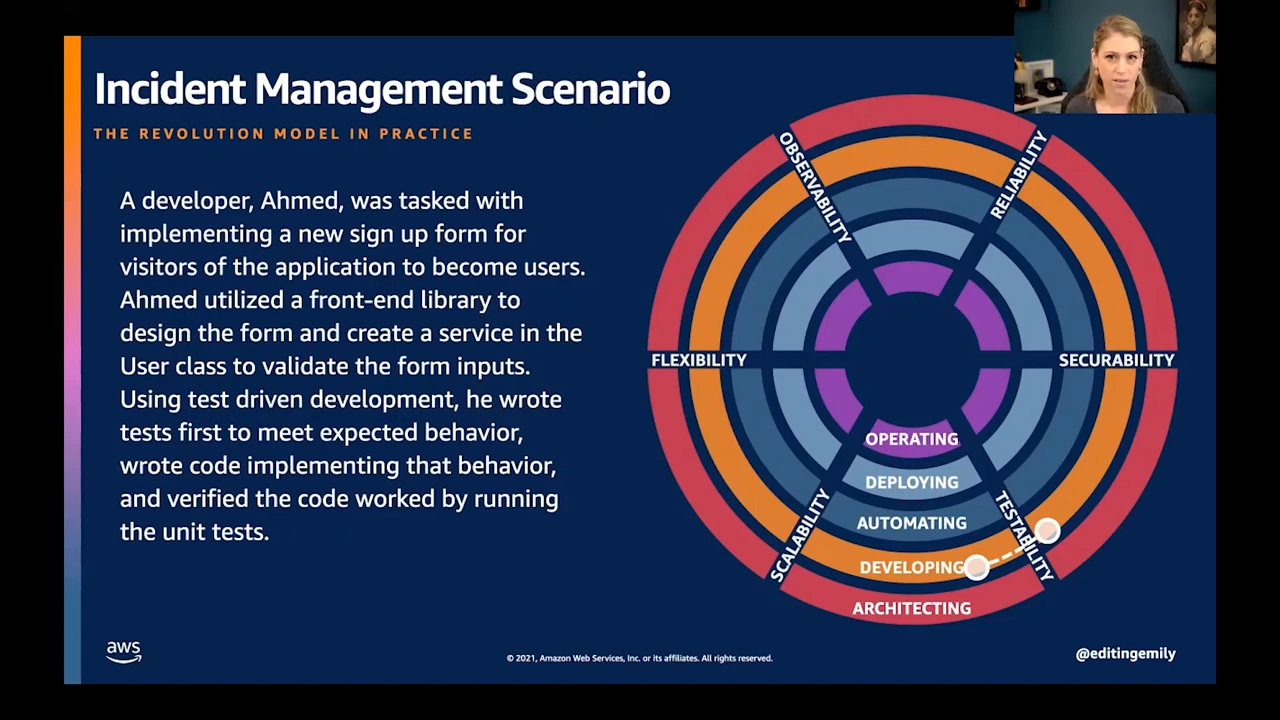 Incident Management Scenario
THE REVOLUTION MODEL IN PRACTICE
A developer, Ahmed, was tasked with
implementing a new sign up form for
visitors of the application to become users.
Ahmed utilized a front-end library to
design the form and create a service in the
User class to validate the form inputs.
Using test driven development, he wrote
tests first to meet expected behavior,
wrote code implementing that behavior,
and verified the code worked by running
the unit tests.
OBSERVABILITY
RELIABILITY
FLEXIBILITY
SECURABILITY
SCALABILITY
TESTABILITY
OPERATING
DEPLOYING
AUTOMATING
DEVELOPING
ARCHITECTING
aws
© 2021, Amazon Web Services, Inc. or its affiliates. All rights reserved.
@editingemily